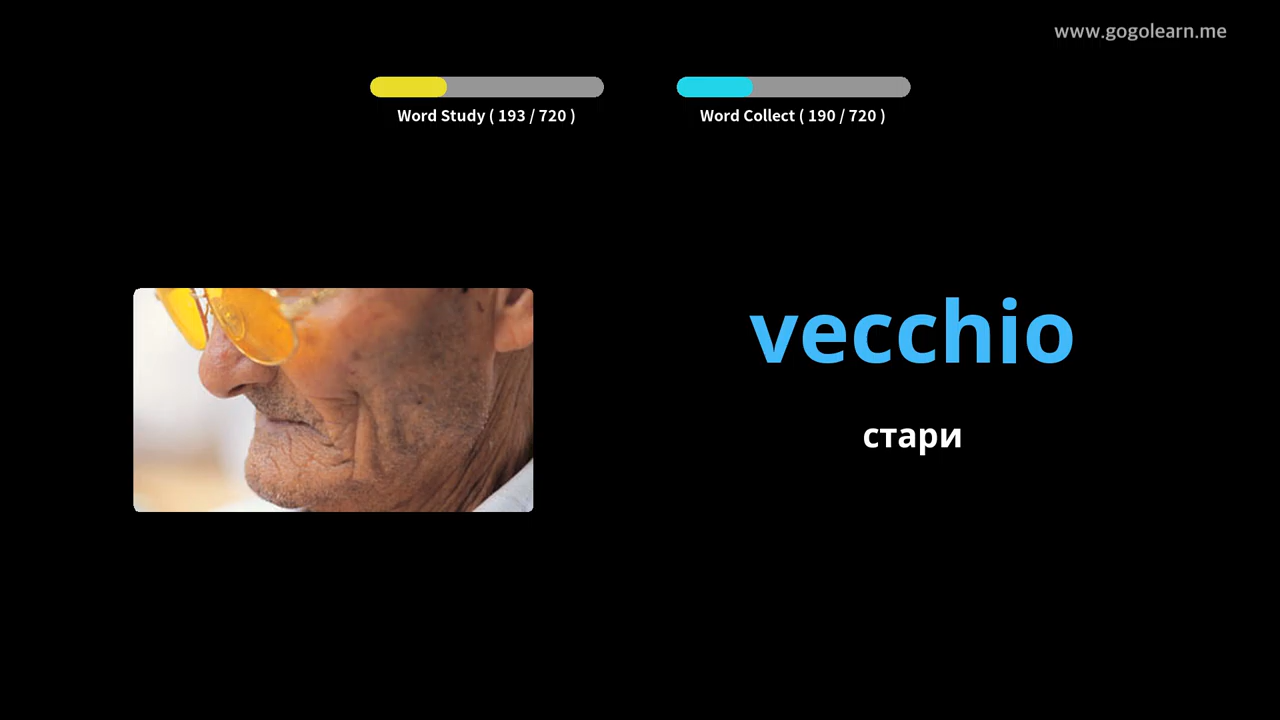 www.gogolearn.me
Word Study ( 193 / 720 )
Word Collect ( 190 / 720 )
vecchio
стари